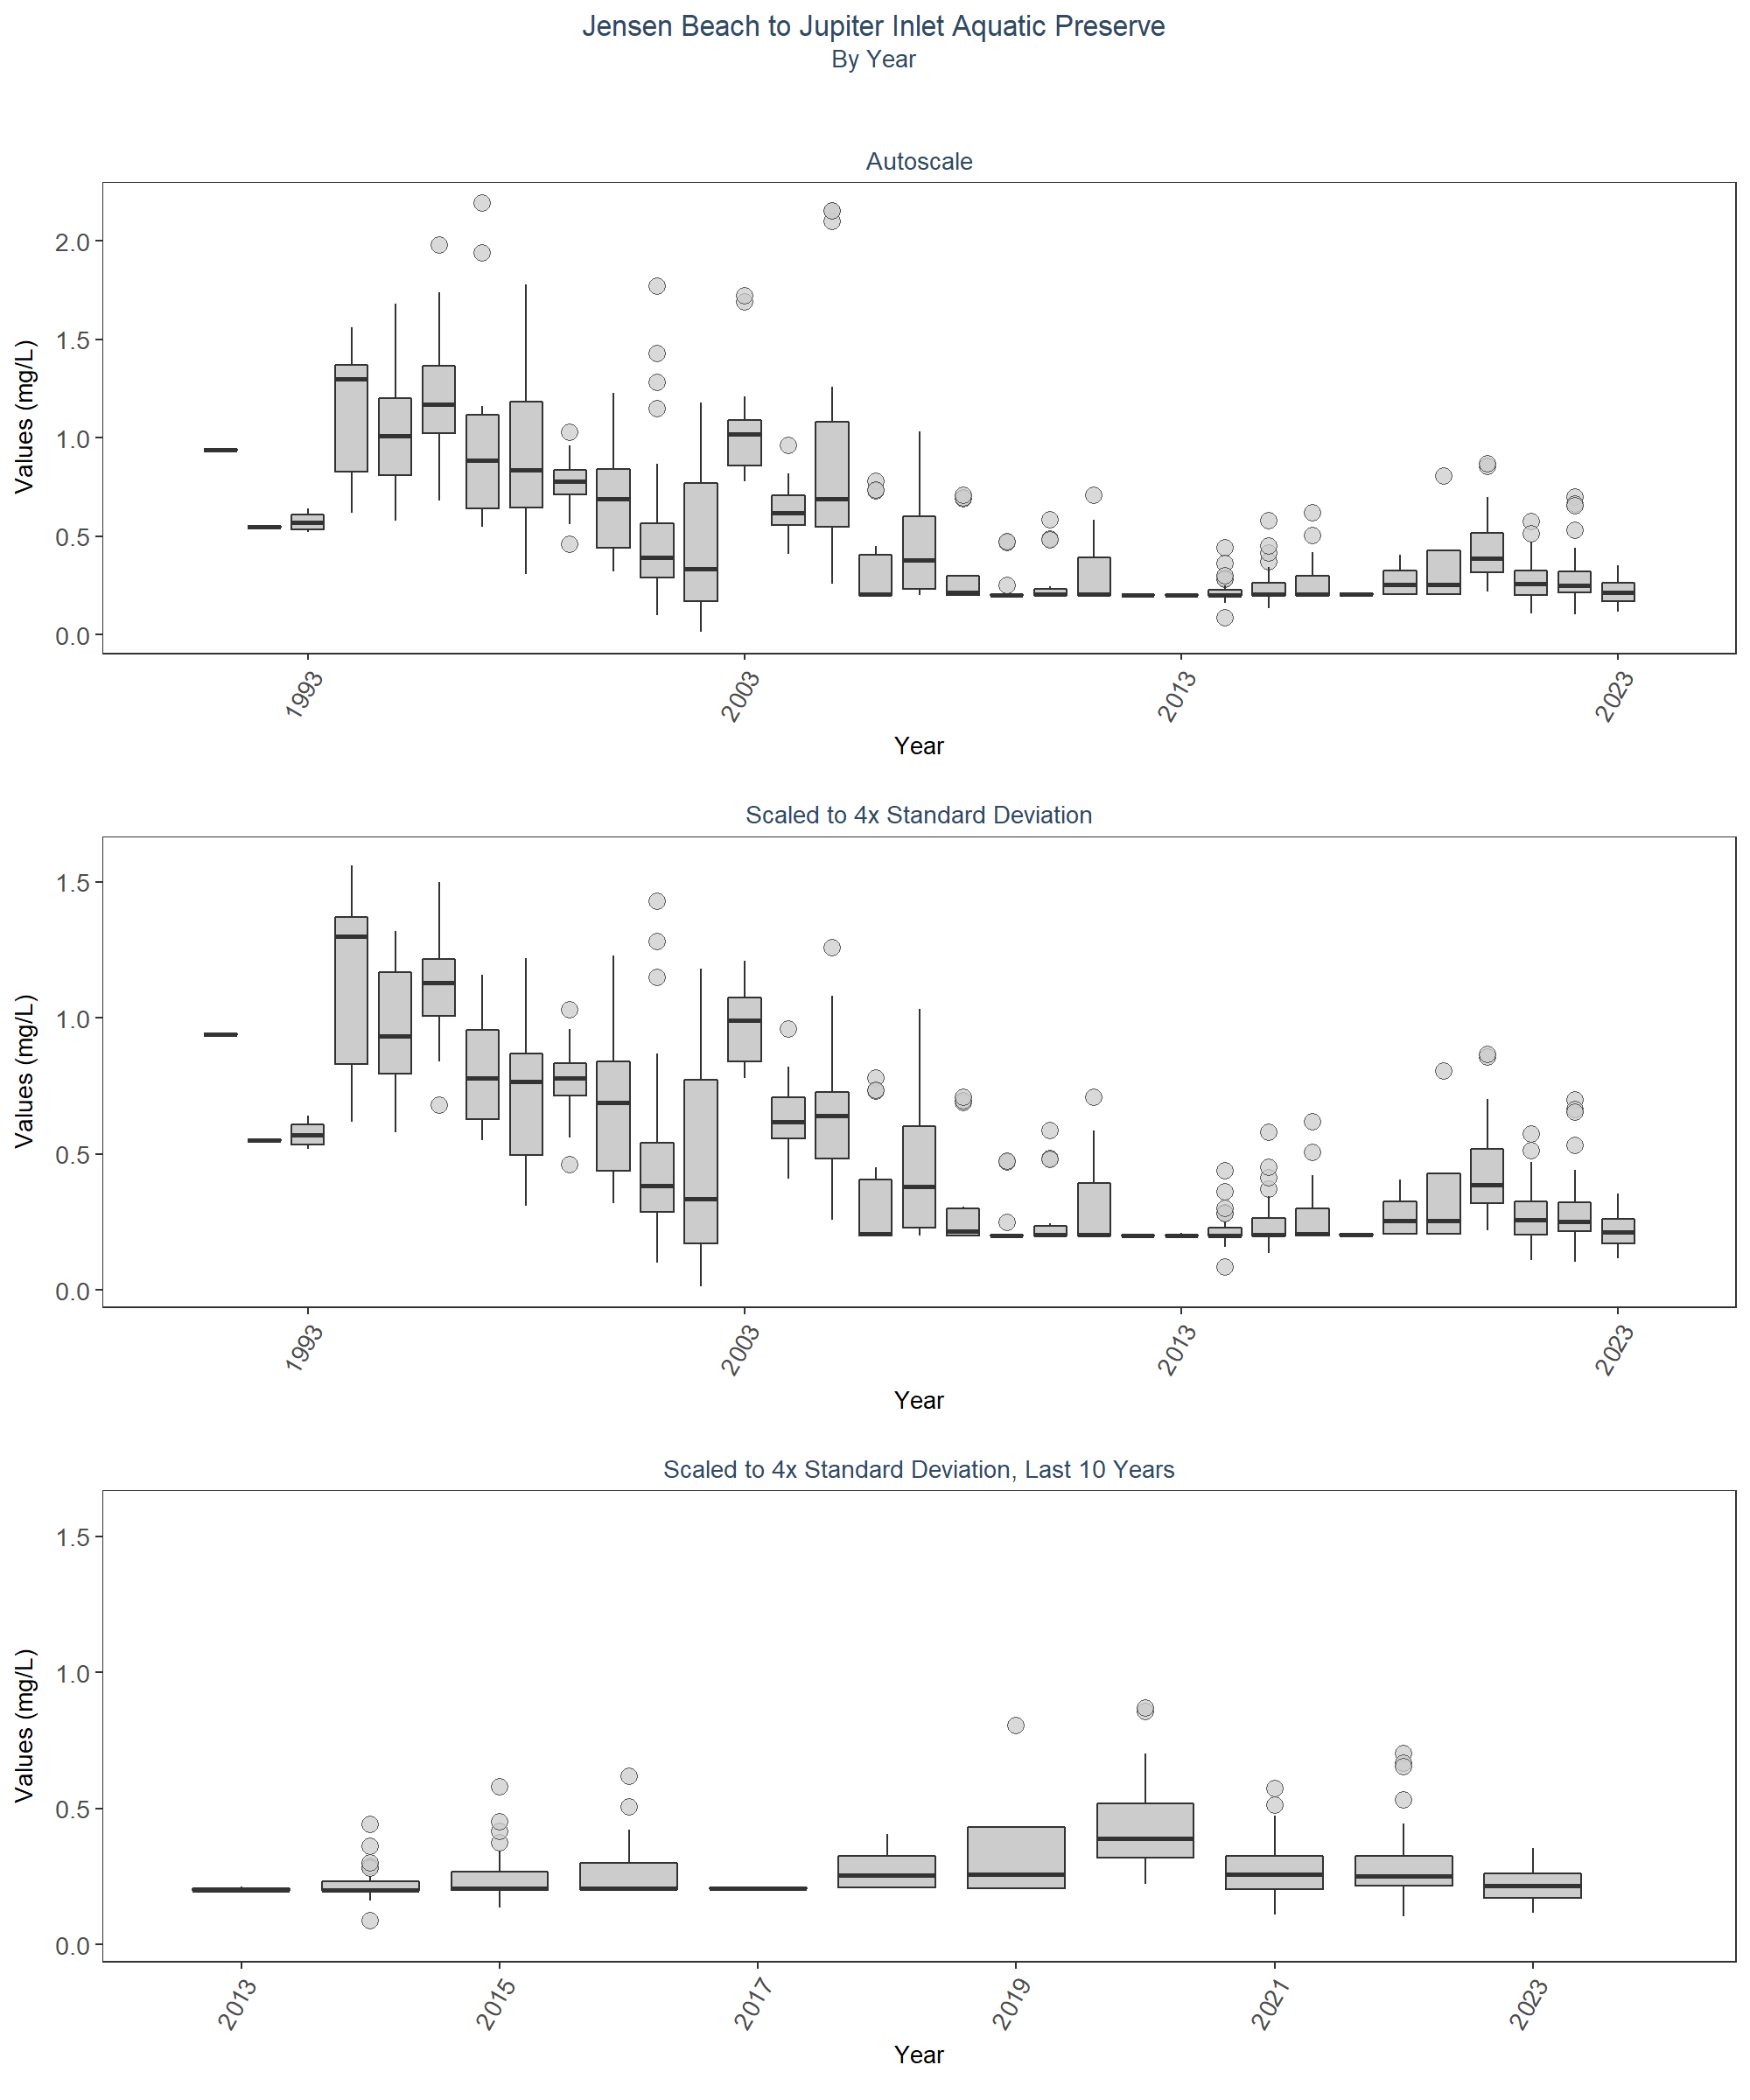 Jensen Beach to Jupiter Inlet Aquatic Preserve
By Year
Autoscale
Values (mg/L)
2.0
1.5
1.0
0.5
0.0
1993
2003
2013
2023
Year
Scaled to 4x Standard Deviation
Values (mg/L)
1.5
1.0
0.5
0.0
1993
2003
2013
2023
Year
Scaled to 4x Standard Deviation, Last 10 Years
Values (mg/L)
1.5
1.0
0.5
0.0
2013
2015
2017
2019
2021
2023
Year